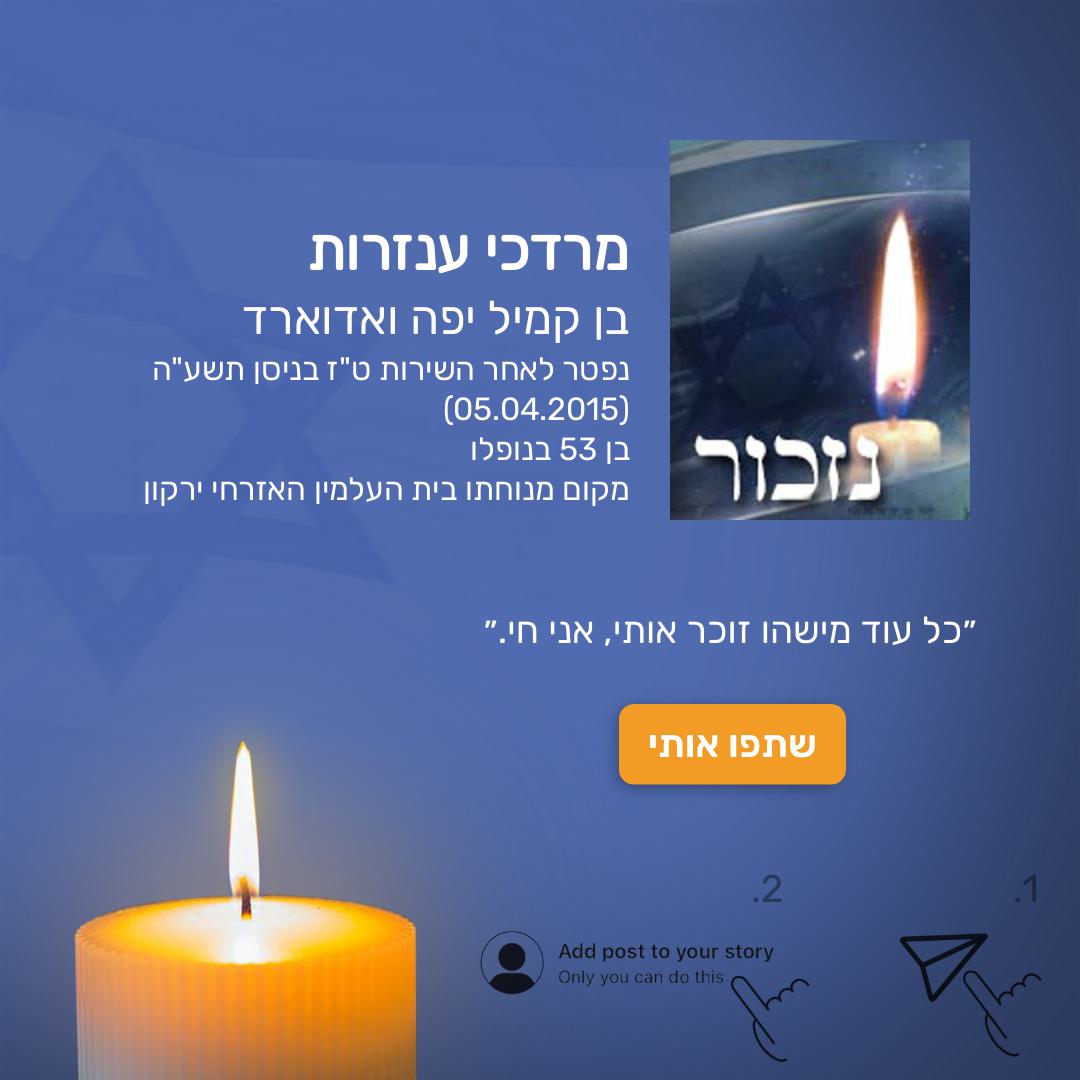 מרדכי ענזרות
בן קמיל יפה ואדוארד
נפטר לאחר השירות ט"ז בניסן תשע"ה
(05.04.2015)
בן 53 בנופלו
מקום מנוחתו בית העלמין האזרחי ירקון
נזכור
״כל עוד מישהו זוכר אותי, אני חי.״
שתפו אותי
.1
.2
Add post to your story
Only you can do this